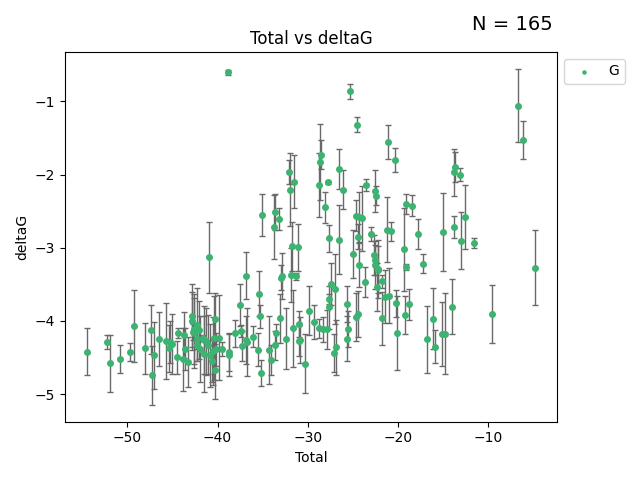 N = 165
Total vs deltaG
G
deltaG
−1
−2
−3
−4
−5
−50 −40 −30 −20 −10
Total